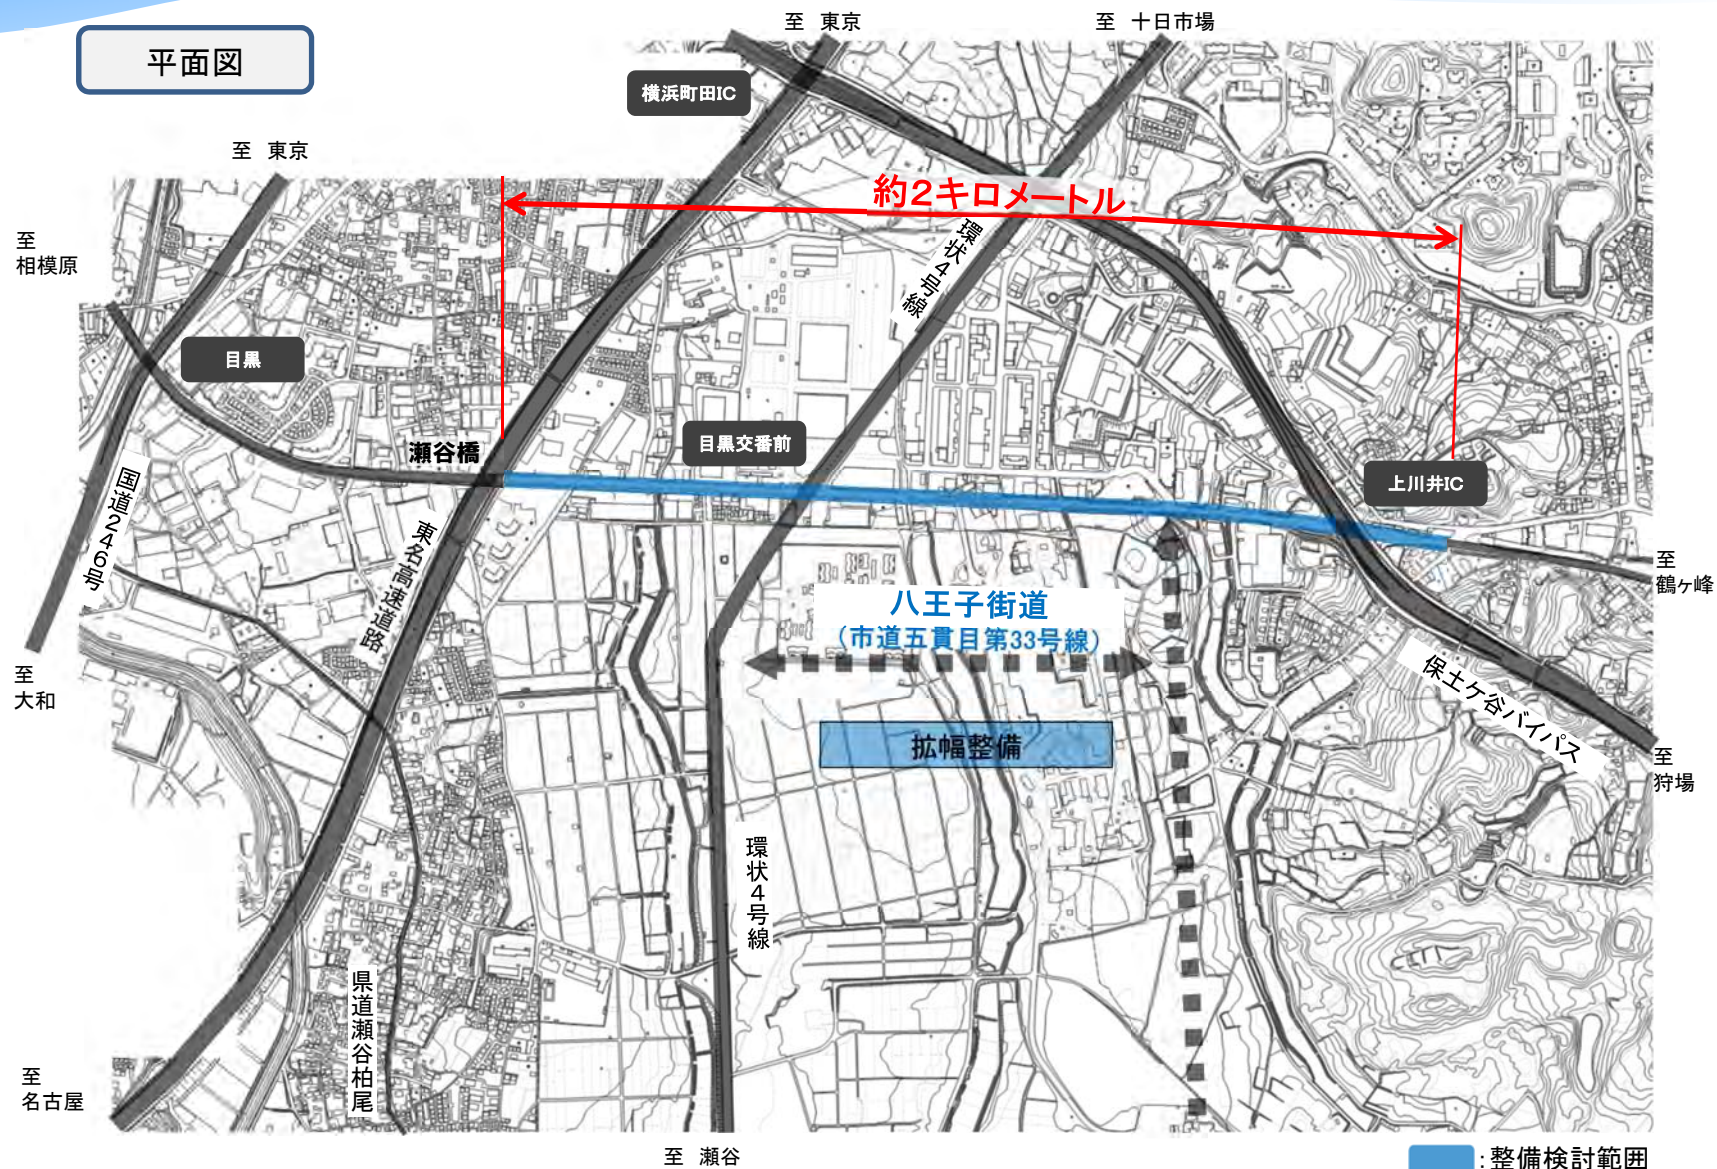 平面図
至 東京
至 十日市場
横浜町田IC
至 東京
約2キロメートル
至
相模原
環状4号線
目黒
瀬谷橋
目黒交番前
上川井IC
国道246号
東名高速道路
至
鶴ヶ峰
八王子街道
(市道五貫目第33号線)
至
大和
保土ケ谷バイパス
拡幅整備
至
狩場
環状4号線
県道瀬谷柏尾
至
名古屋
至 瀬谷
:整備検討範囲